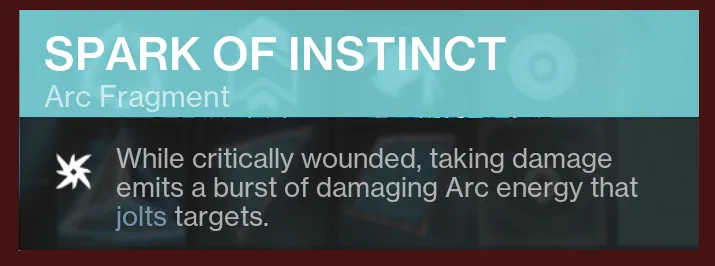 SPARK OF INSTINCT
Arc Fragment
While critically wounded, taking damage
emits a burst of damaging Arc energy that
jolts targets.